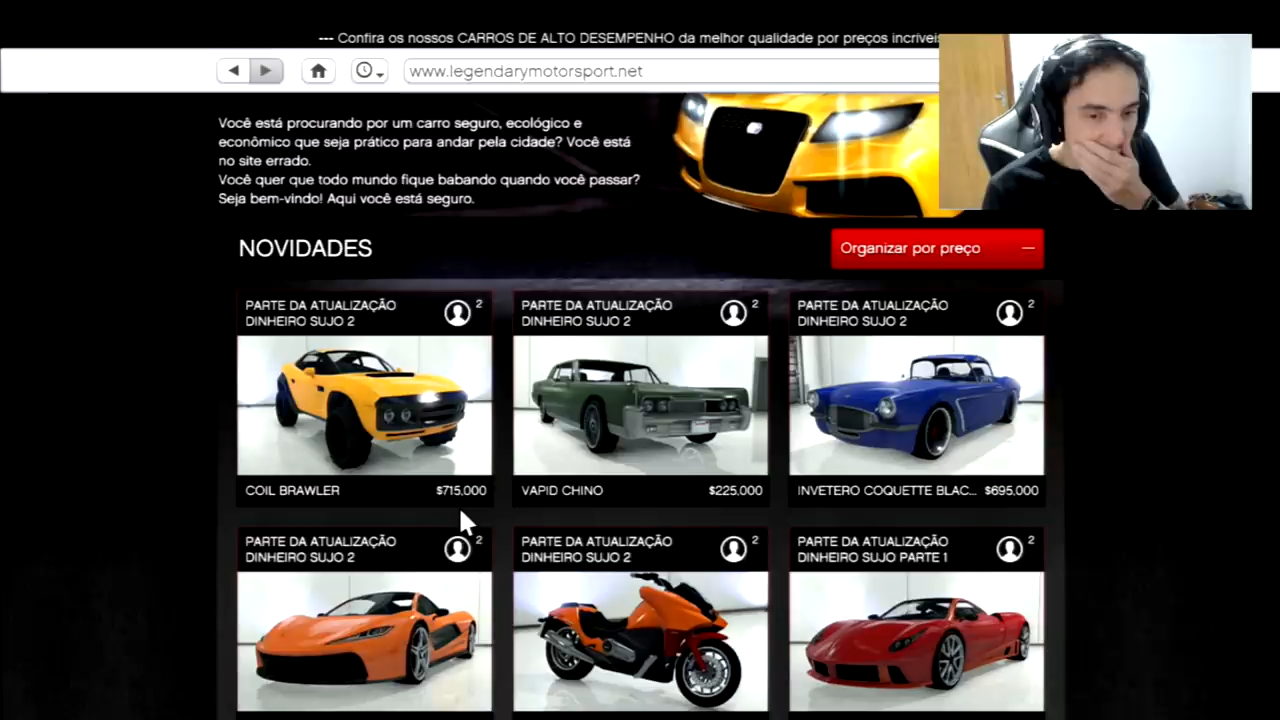 --- Confira os nossos CARROS DE ALTO DESEMPENHO da melhor qualidade por preços incríveis
www.legendarymotorsport.net
Você está procurando por um carro seguro, ecológico e
econômico que seja prático para andar pela cidade? Você está
no site errado.
Você quer que todo mundo fique babando quando você passar?
Seja bem-vindo! Aqui você está seguro.
NOVIDADES
Organizar por preço
PARTE DA ATUALIZAÇÃO
DINHEIRO SUJO 2
2
PARTE DA ATUALIZAÇÃO
DINHEIRO SUJO 2
2
PARTE DA ATUALIZAÇÃO
DINHEIRO SUJO 2
2
COIL BRAWLER $715,000
VAPID CHINO $225,000
INVETERO COQUETTE BLAC... $695,000
PARTE DA ATUALIZAÇÃO
DINHEIRO SUJO 2
2
PARTE DA ATUALIZAÇÃO
DINHEIRO SUJO 2
2
PARTE DA ATUALIZAÇÃO
DINHEIRO SUJO PARTE 1
2